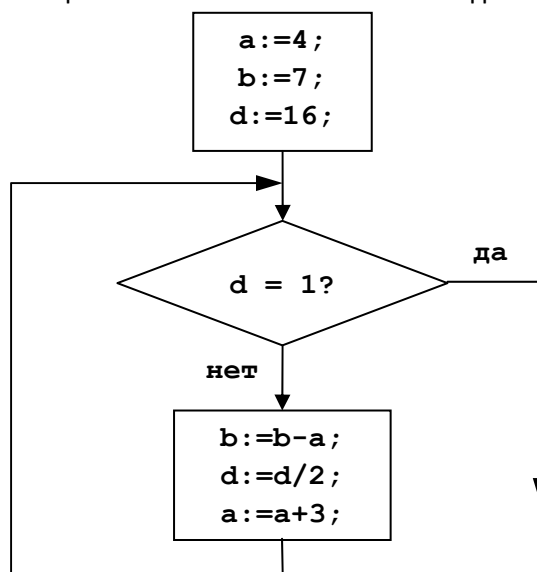 a:=4;
b:=7;
d:=16;
d = 1?
да
нет
b:=b-a;
d:=d/2;
a:=a+3;